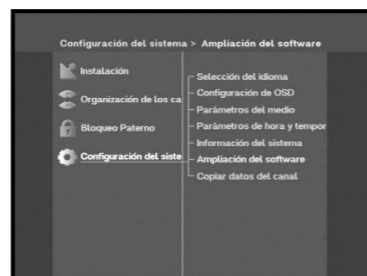 Configuración del sistema > Ampliación del software
Instalación
Organización de los ca
Bloqueo Paterno
Configuración del siste
Selección del idioma
Configuración de OSD
Parámetros del medio
Parámetros de hora y tempor
Información del sistema
Ampliación del software
Copiar datos del canal